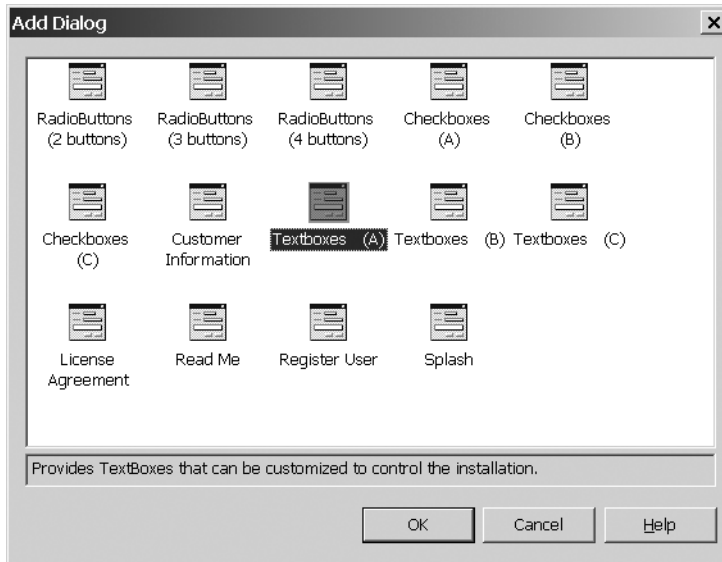 Add Dialog
RadioButtons RadioButtons RadioButtons Checkboxes Checkboxes
(2 buttons) (3 buttons) (4 buttons) (A) (B)
Checkboxes Customer Textboxes (A) Textboxes (B) Textboxes (C)
(C) Information
License Read Me Register User Splash
Agreement
Provides TextBoxes that can be customized to control the installation.
OK Cancel Help